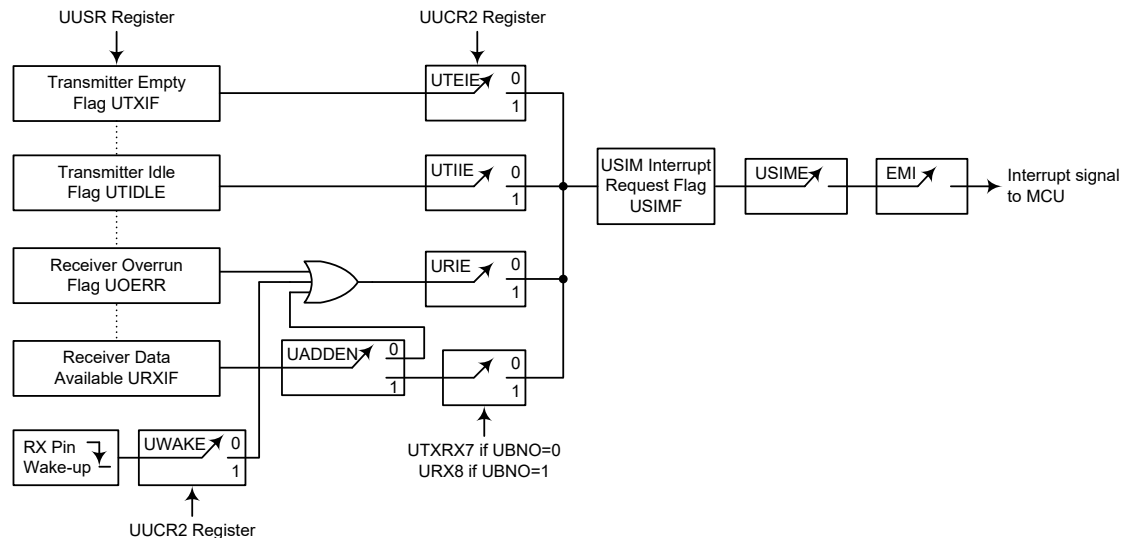 UUSR Register
UUCR2 Register
Transmitter Empty
Flag UTXIF
UTEIE
0
1
Transmitter Idle
Flag UTIDLE
UTIIE
0
1
USIM Interrupt
Request Flag
USIMF
USIME
EMI
Interrupt signal
to MCU
Receiver Overrun
Flag UOERR
URIE
0
1
Receiver Data
Available URXIF
UADDEN
0
1
0
1
RX Pin
Wake-up
UWAKE
0
1
UTXRX7 if UBNO=0
URX8 if UBNO=1
UUCR2 Register